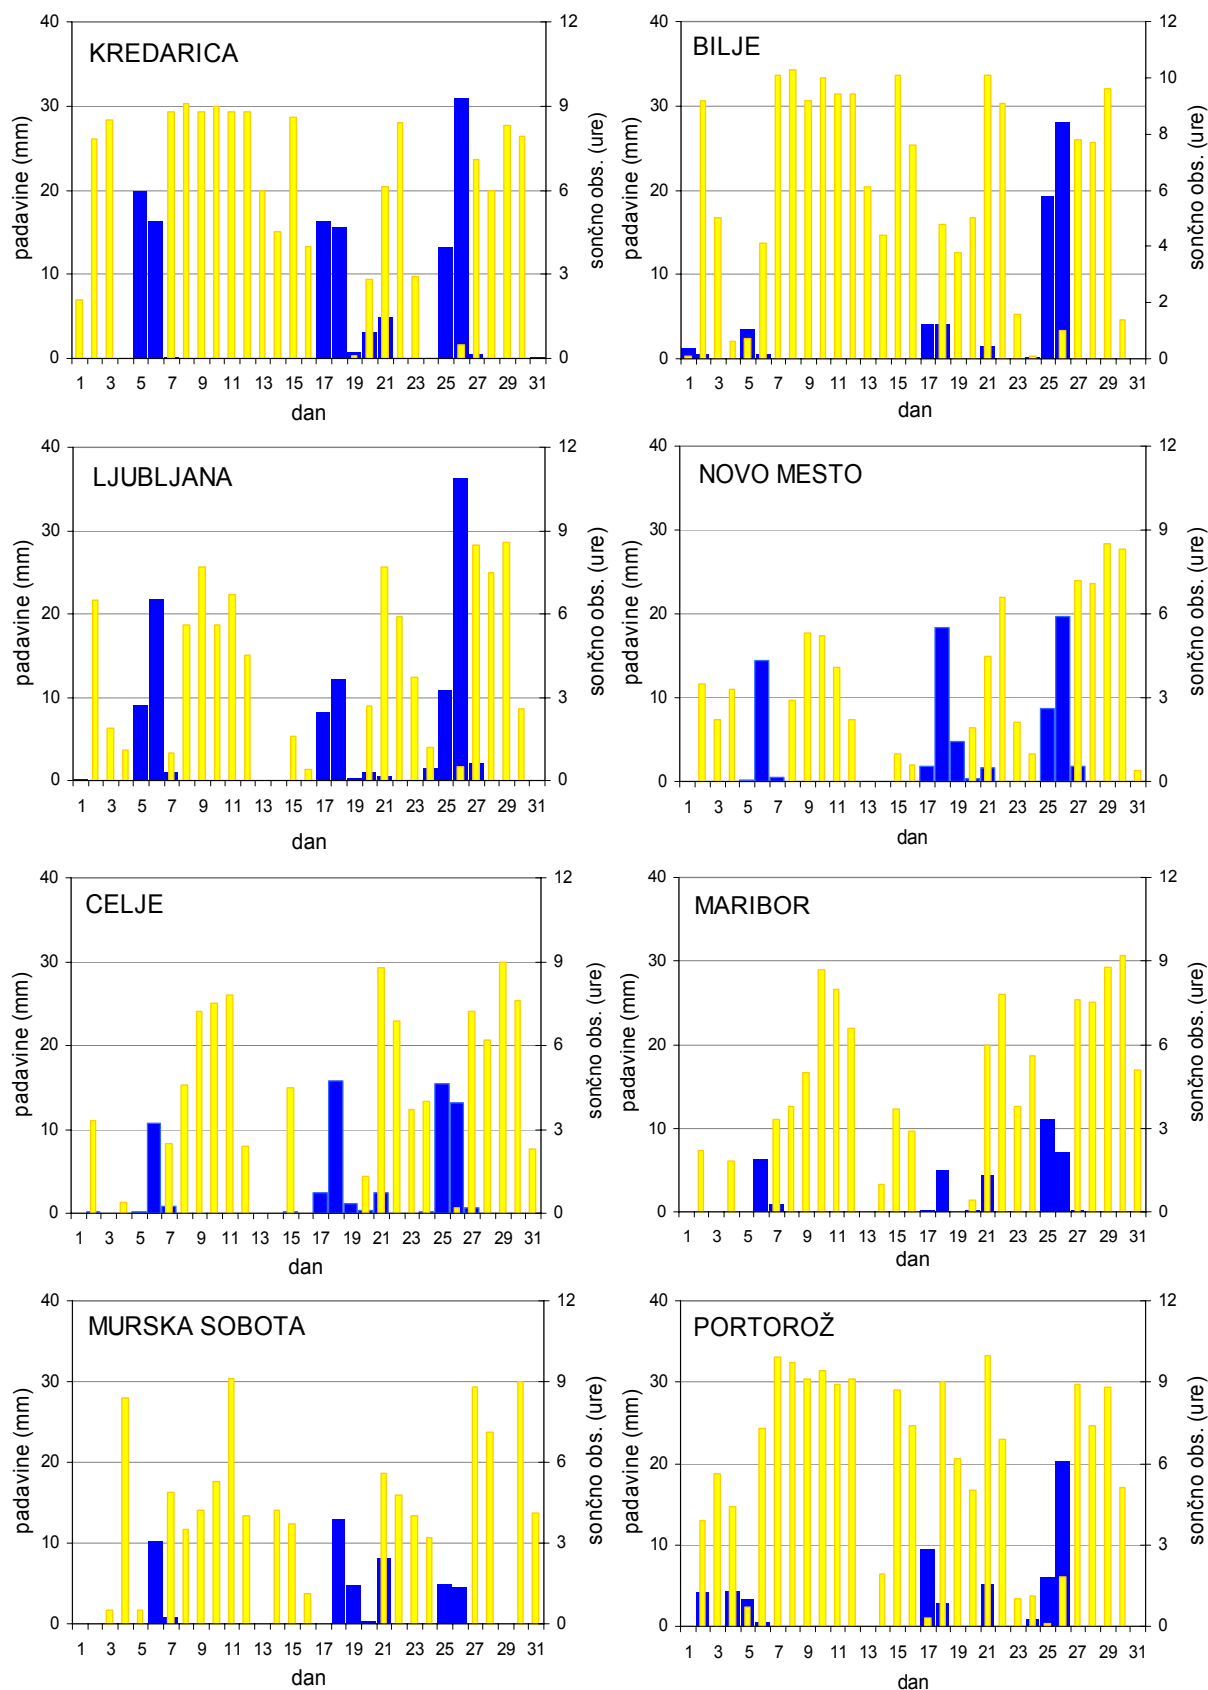 KREDARICA
40 30 20 10 0
12 9 6 3 0
padavine (mm)
sončno obs. (ure)
1 3 5 7 9 11 13 15 17 19 21 23 25 27 29 31
dan
BILJE
40 30 20 10 0
12 10 8 6 4 2 0
padavine (mm)
sončno obs. (ure)
1 3 5 7 9 11 13 15 17 19 21 23 25 27 29 31
dan
LJUBLJANA
40 30 20 10 0
12 9 6 3 0
padavine (mm)
sončno obs. (ure)
1 3 5 7 9 11 13 15 17 19 21 23 25 27 29 31
dan
NOVO MESTO
40 30 20 10 0
12 9 6 3 0
padavine (mm)
sončno obs. (ure)
1 3 5 7 9 11 13 15 17 19 21 23 25 27 29 31
dan
CELJE
40 30 20 10 0
12 9 6 3 0
padavine (mm)
sončno obs. (ure)
1 3 5 7 9 11 13 15 17 19 21 23 25 27 29 31
dan
MARIBOR
40 30 20 10 0
12 9 6 3 0
padavine (mm)
sončno obs. (ure)
1 3 5 7 9 11 13 15 17 19 21 23 25 27 29 31
dan
MURSKA SOBOTA
40 30 20 10 0
12 9 6 3 0
padavine (mm)
sončno obs. (ure)
1 3 5 7 9 11 13 15 17 19 21 23 25 27 29 31
dan
PORTOROŽ
40 30 20 10 0
12 9 6 3 0
padavine (mm)
sončno obs. (ure)
1 3 5 7 9 11 13 15 17 19 21 23 25 27 29 31
dan